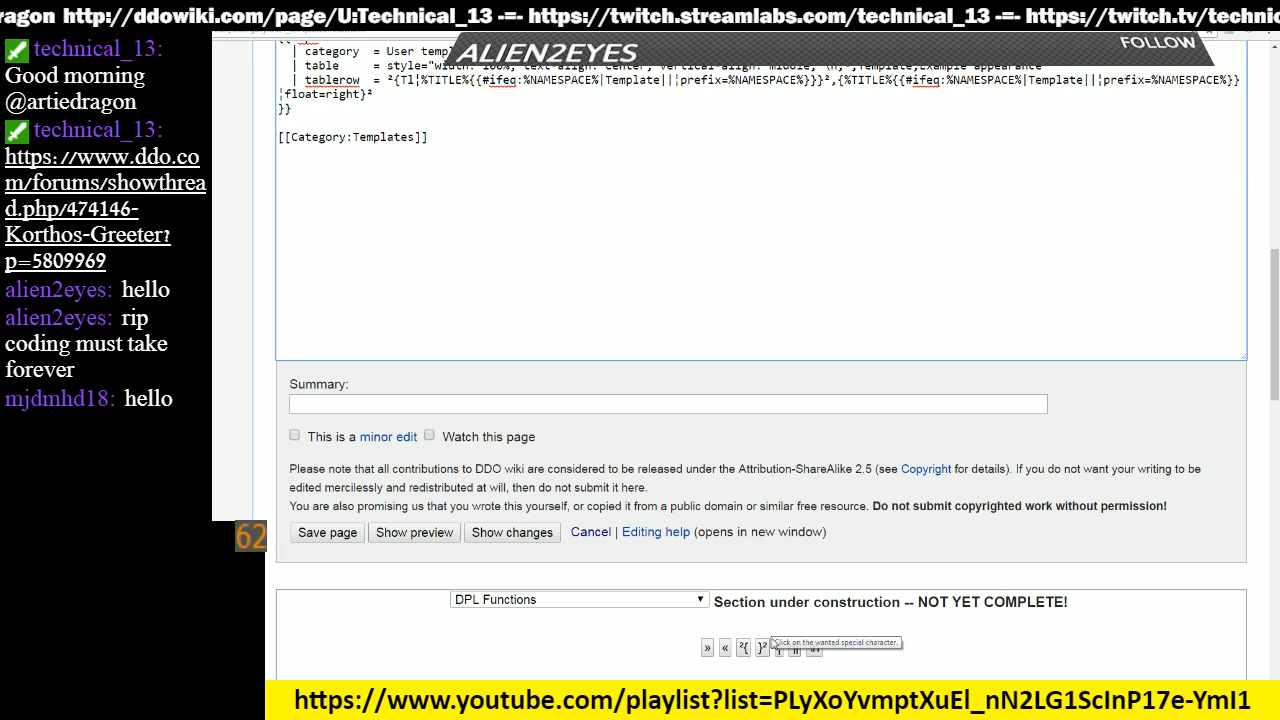 ragon http://ddowiki.com/page/U:Technical_13 -=- https://twitch.streamlabs.com/technical_13 -=- https://twitch.tv/technic
technical_13:
Good morning
@artiedragon
technical_13:
https://www.ddo.co
m/forums/showthrea
d.php/474146-
Korthos-Greeter?
p=5809969
alien2eyes: hello
alien2eyes: rip
coding must take
forever
mjdmhd18: hello
ALIEN2EYES
FOLLOW
| category = User temp
| table = style="width: 100%; text-align: center; vertical-align: middle;
| tablerow = ²{Tl¦%TITLE%{{#ifeq:%NAMESPACE%|Template||¦prefix=%NAMESPACE%}}}²,{%TITLE%{{#ifeq:%NAMESPACE%|Template||¦prefix=%NAMESPACE%}}
¦float=right}²
}}
[[Category:Templates]]
Summary:
This is a minor edit Watch this page
Please note that all contributions to DDO wiki are considered to be released under the Attribution-ShareAlike 2.5 (see Copyright for details). If you do not want your writing to be
edited mercilessly and redistributed at will, then do not submit it here.
You are also promising us that you wrote this yourself, or copied it from a public domain or similar free resource. Do not submit copyrighted work without permission!
62
Save page Show preview Show changes Cancel | Editing help (opens in new window)
DPL Functions Section under construction -- NOT YET COMPLETE!
» « ²{ }² Click on the wanted special character.
https://www.youtube.com/playlist?list=PLyXoYvmptXuEl_nN2LG1ScInP17e-YmI1